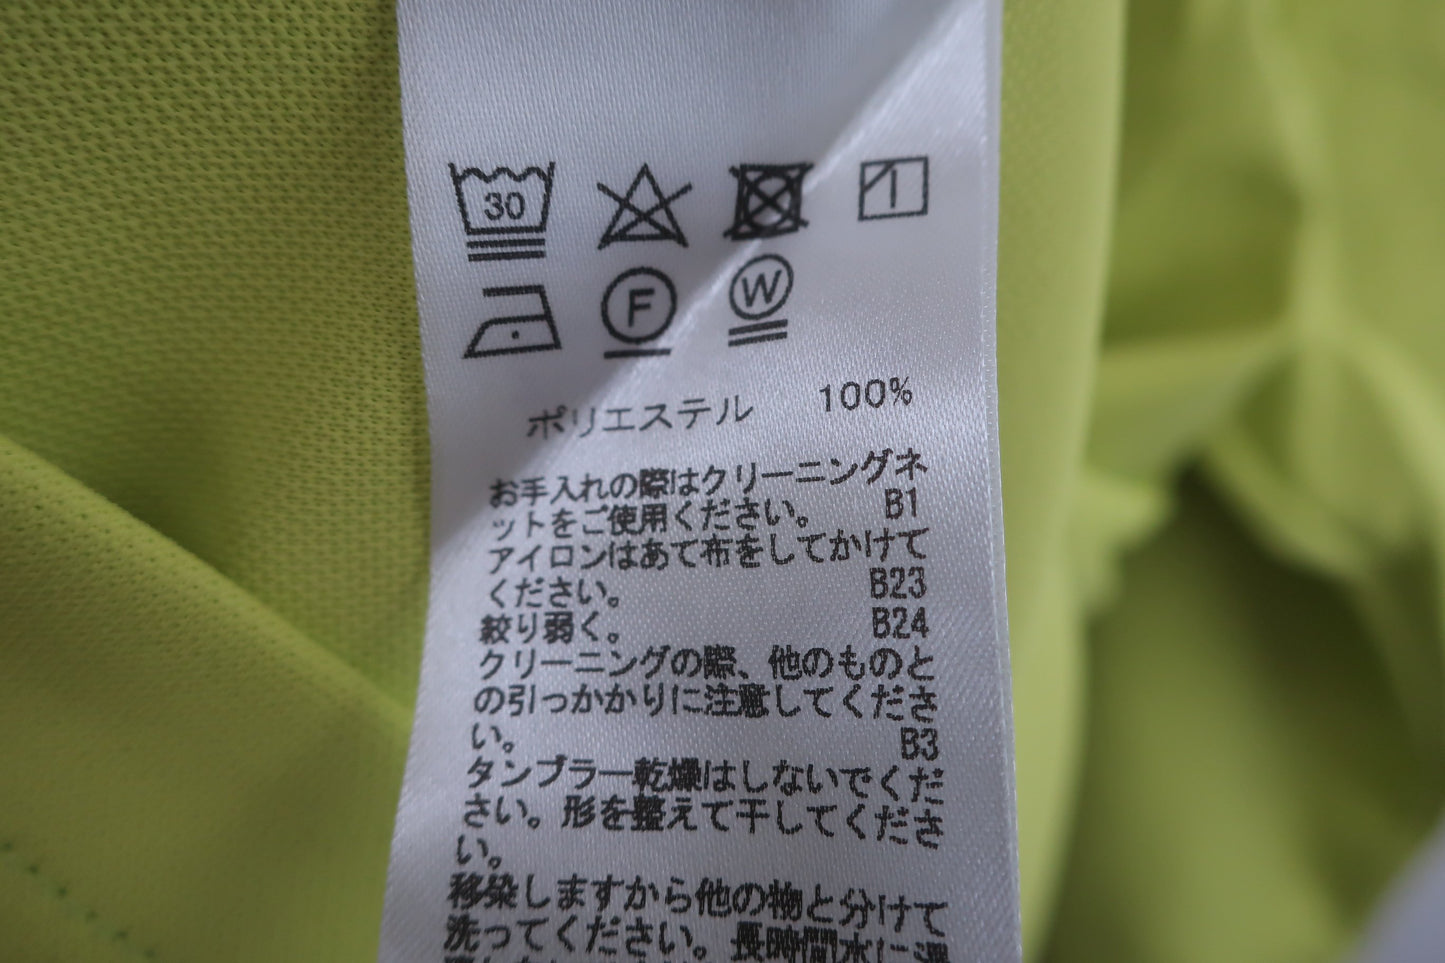 30
F W
ポリエステル 100%
お手入れの際はクリーニングネ
ットをご使用ください。 B1
アイロンはあて布をしてかけて
ください。 B23
絞り弱く。 B24
クリーニングの際、他のものと
の引っかかりに注意してくださ
い。 B3
タンブラー乾燥はしないでくだ
さい。形を整えて干してくださ
い。
移染しますから他の物と分けて
洗ってください。長時間水に濡